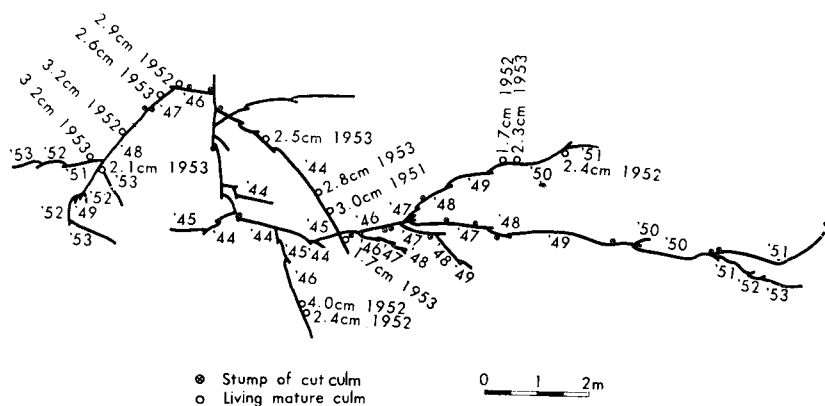 2.9cm 1952
2.6cm 1953
3.2cm 1952
3.2cm 1953
'46
'47
'48
'53 '52
'51
2.1cm 1953
'53
'52
'49
'52
'53
2.5cm 1953
'44
2.8cm 1953
3.0cm 1951
'44
'45
'44
'44
'45
'45
'44
'46
4.0cm 1952
2.4cm 1952
'46
'47
'46
'47
'47
'48
'48
'49
1.7cm 1953
'48
'49
1.7cm 1952
2.3cm 1953
'50
'51
2.4cm 1952
'47
'48
'49
'50
'50
'51
'51
'52
'53
Stump of cut culm
Living mature culm
0 1 2m